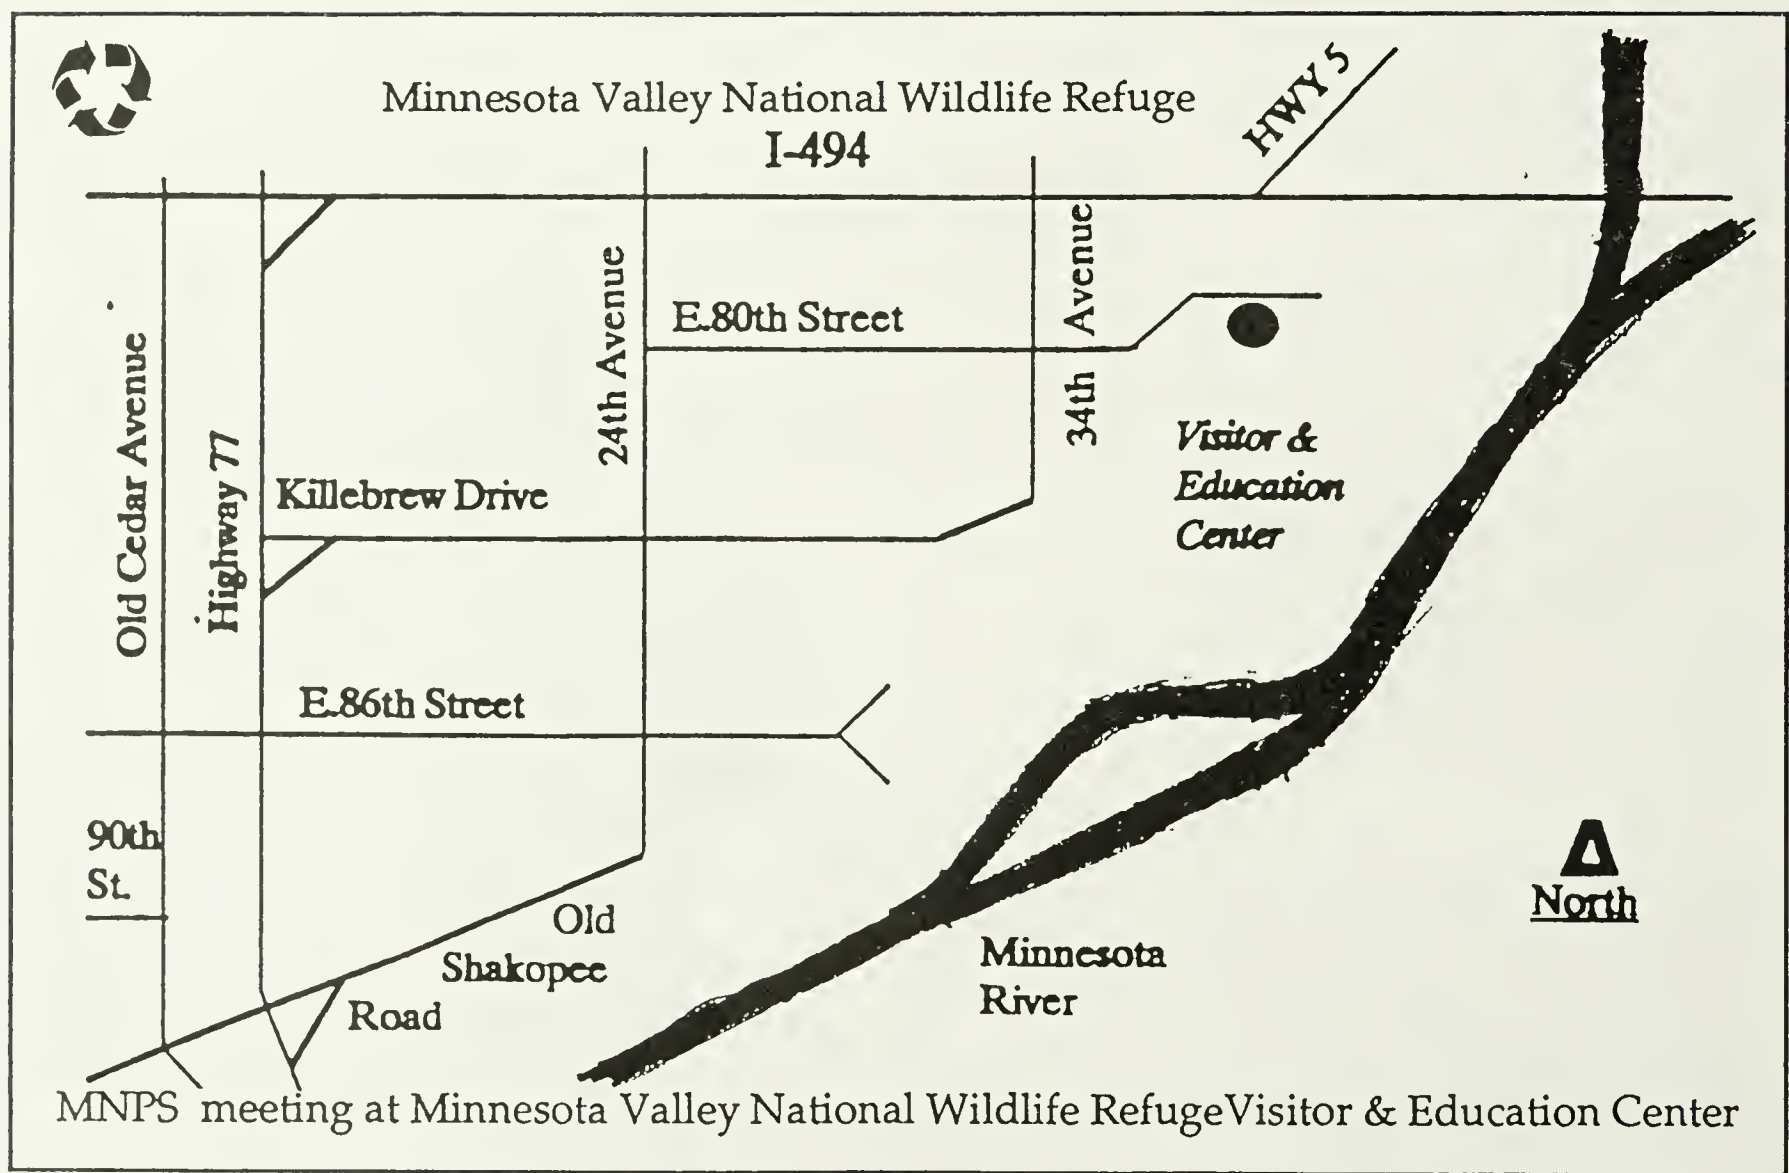 Minnesota Valley National Wildlife Refuge
I-494
HWY 5
Old Cedar Avenue
Highway 77
24th Avenue
34th Avenue
E.80th Street
Killebrew Drive
Visitor &
Education
Center
E.86th Street
90th
St.
Old
Shakopee
Road
Minnesota
River
North
MNPS meeting at Minnesota Valley National Wildlife RefugeVisitor & Education Center